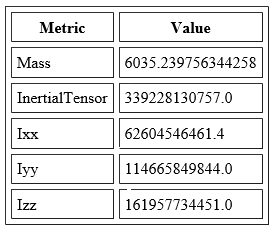 Metric Value
Mass 6035.239756344258
InertialTensor 339228130757.0
Ixx 62604546461.4
Iyy 114665849844.0
Izz 161957734451.0